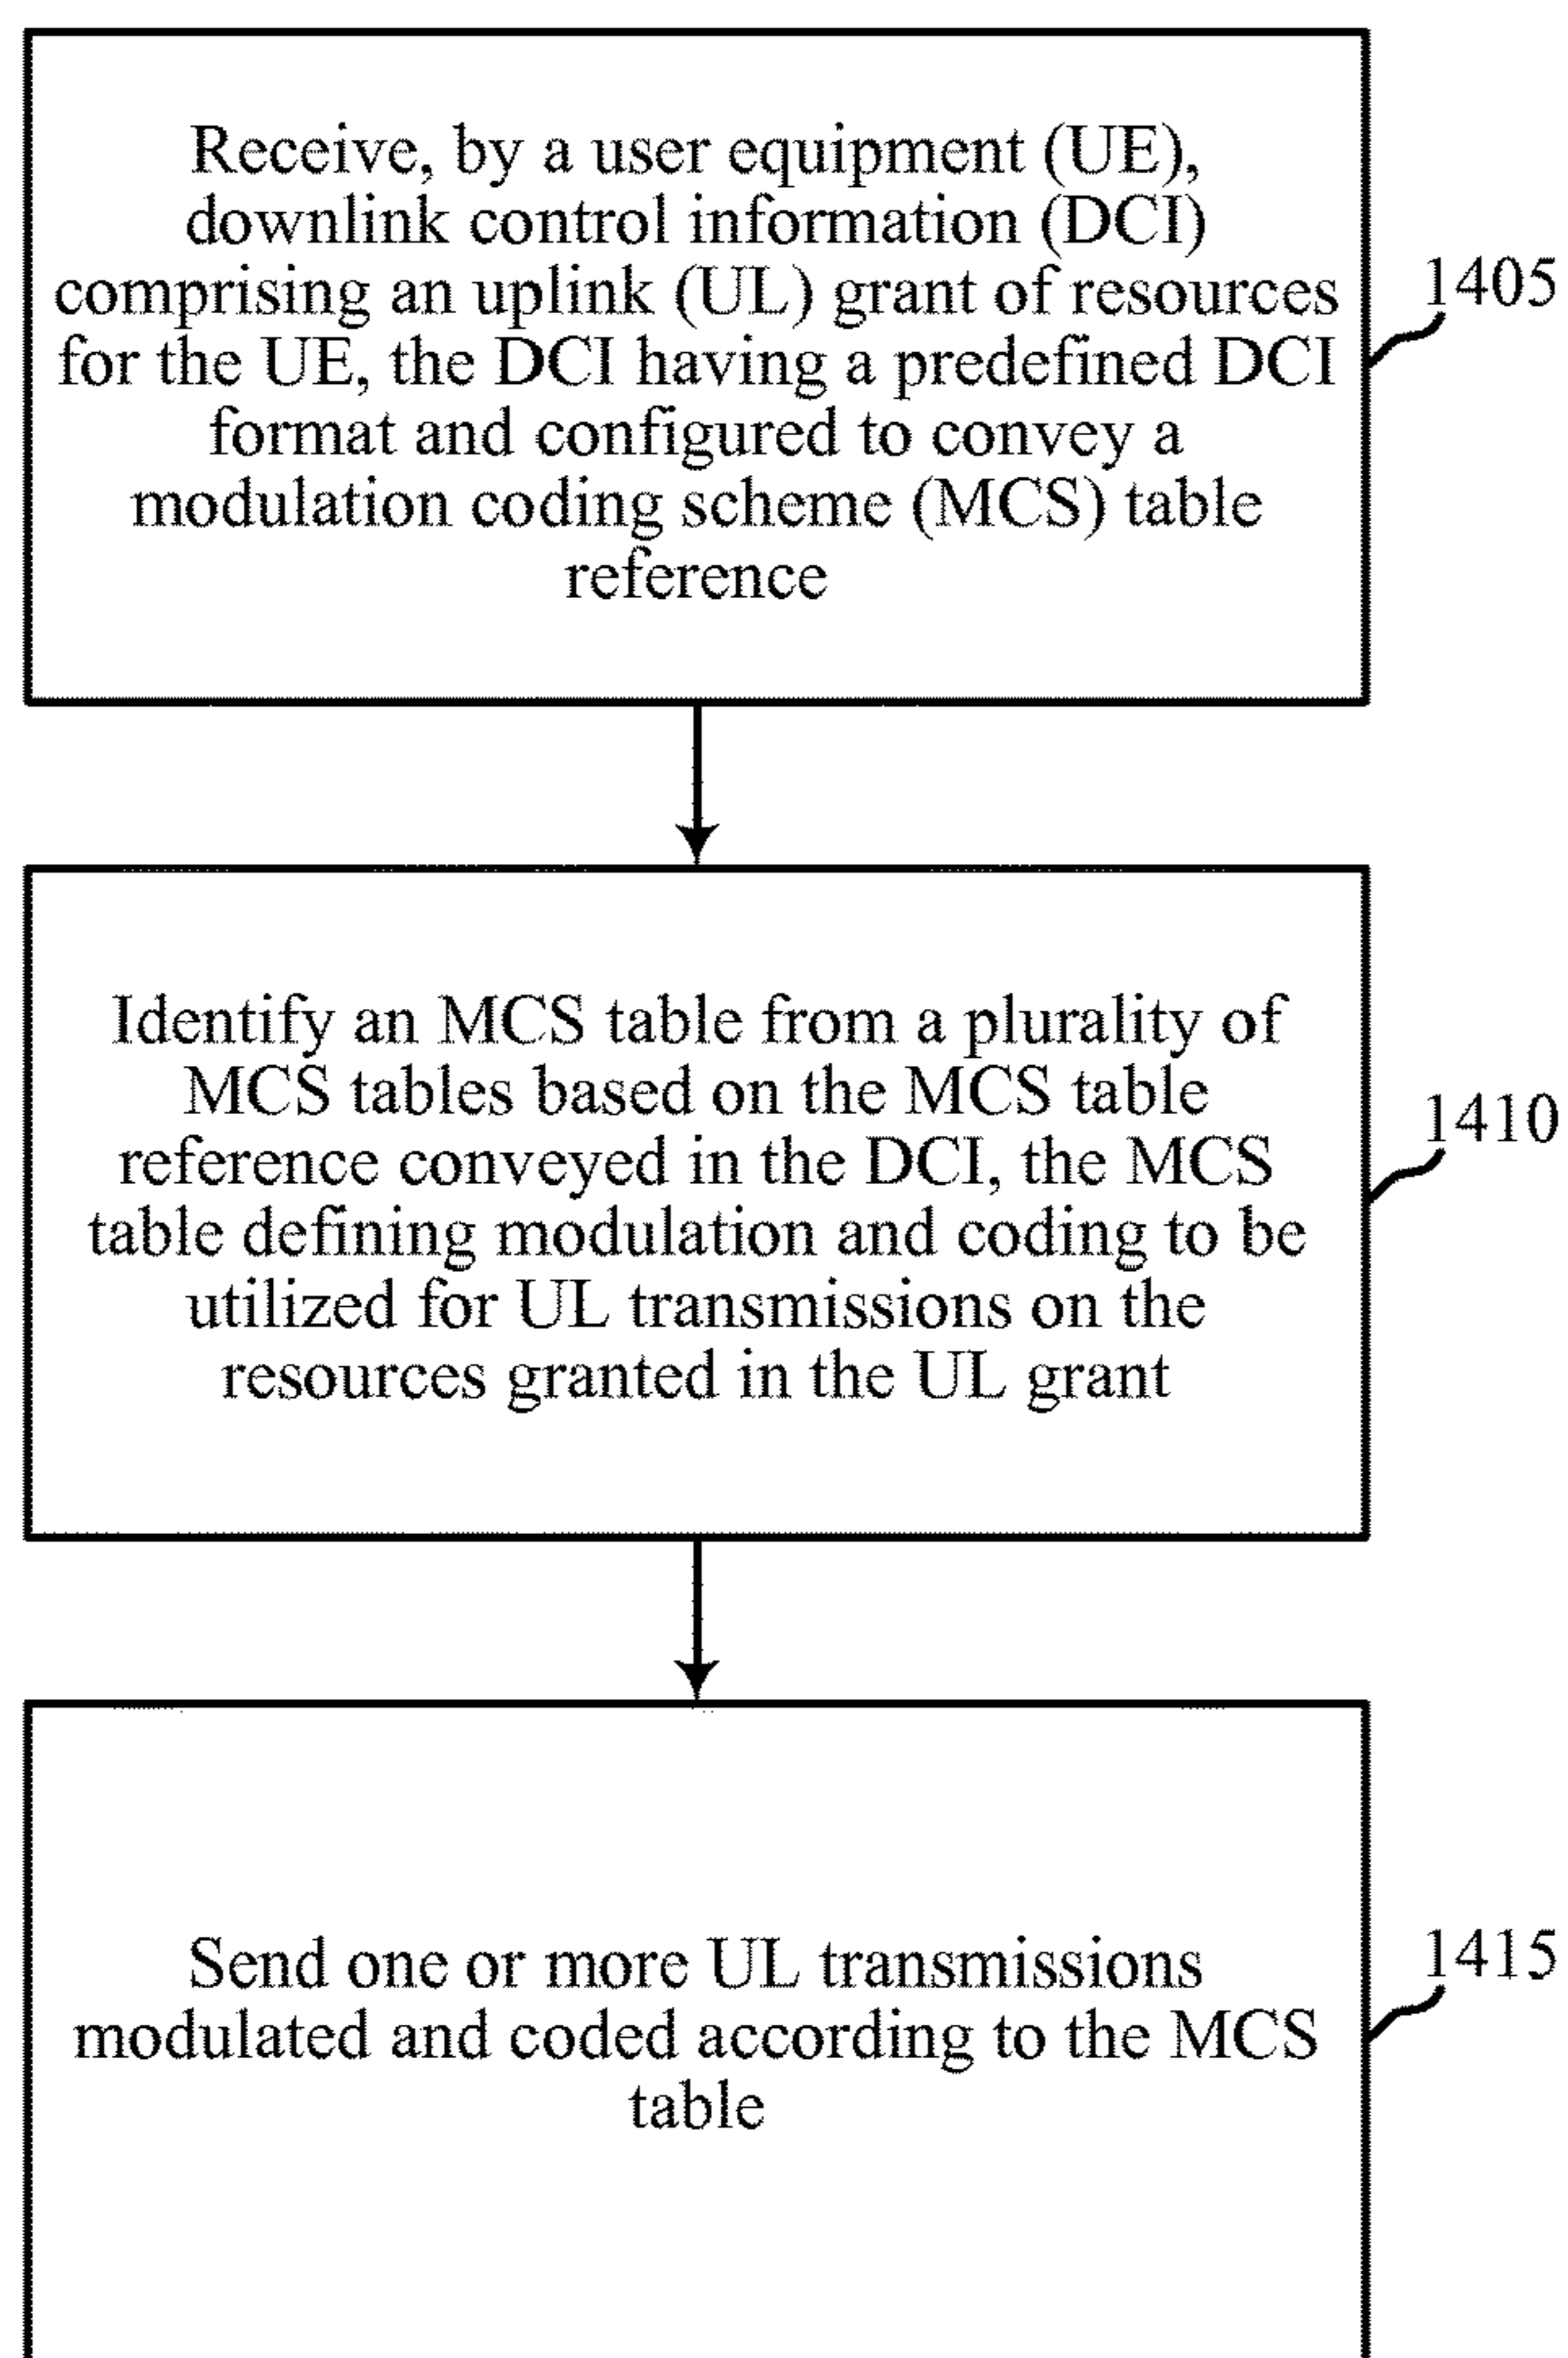 Receive, by a user equipment (UE),
downlink control information (DCI)
comprising an uplink (UL) grant of resources
for the UE, the DCI having a predefined DCI
format and configured to convey a
modulation coding scheme (MCS) table
reference
1405
Identify an MCS table from a plurality of
MCS tables based on the MCS table
reference conveyed in the DCI, the MCS
table defining modulation and coding to be
utilized for UL transmissions on the
resources granted in the UL grant
1410
Send one or more UL transmissions
modulated and coded according to the MCS
table
1415